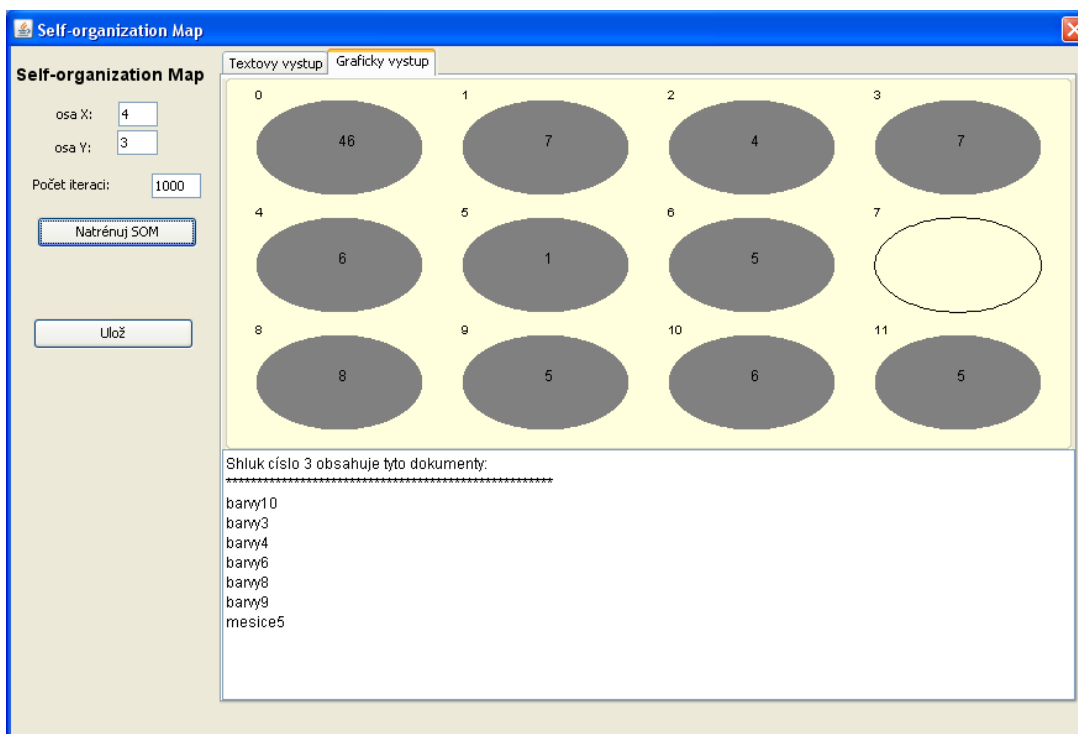 Self-organization Map
Self-organization Map
osa X: 4
osa Y: 3
Počet iteraci: 1000
Natrénuj SOM
Ulož
Textovy vystup Graficky vystup
0 1 2 3
46 7 4 7
4 5 6 7
6 1 5
8 9 10 11
8 5 6 5
Shluk císlo 3 obsahuje tyto dokumenty:
*****************************************************
barvy10
barvy3
barvy4
barvy6
barvy8
barvy9
mesice5